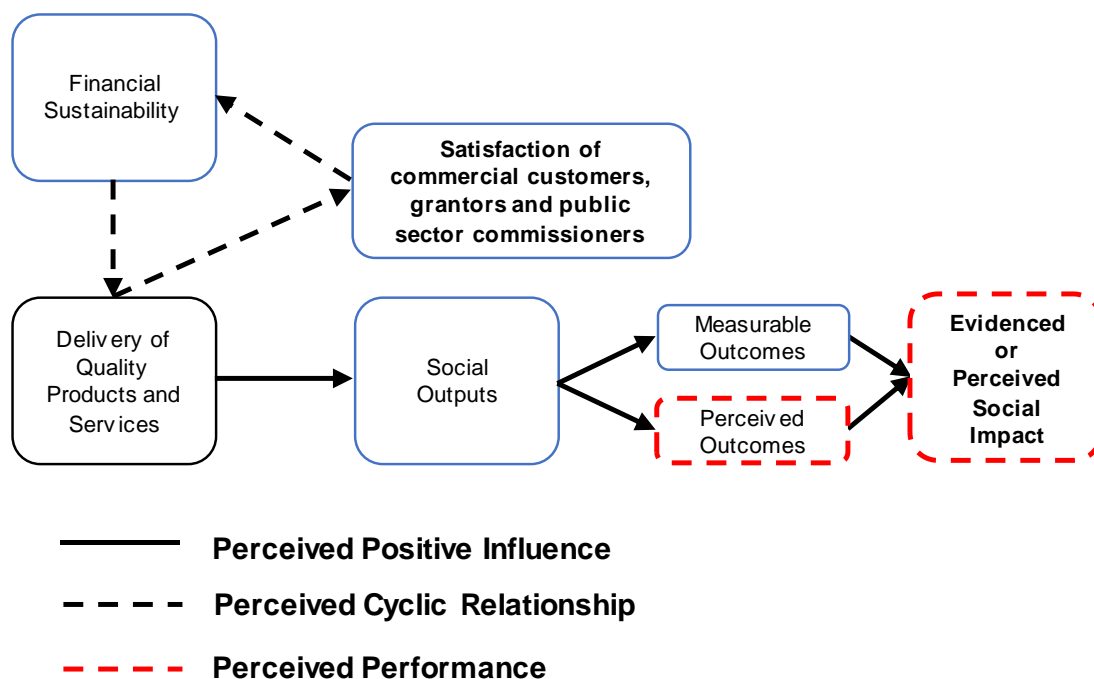 Financial
Sustainability
Satisfaction of
commercial customers,
grantors and public
sector commissioners
Delivery of
Quality
Products and
Services
Social
Outputs
Measurable
Outcomes
Perceived
Outcomes
Evidenced
or
Perceived
Social
Impact
Perceived Positive Influence
Perceived Cyclic Relationship
Perceived Performance